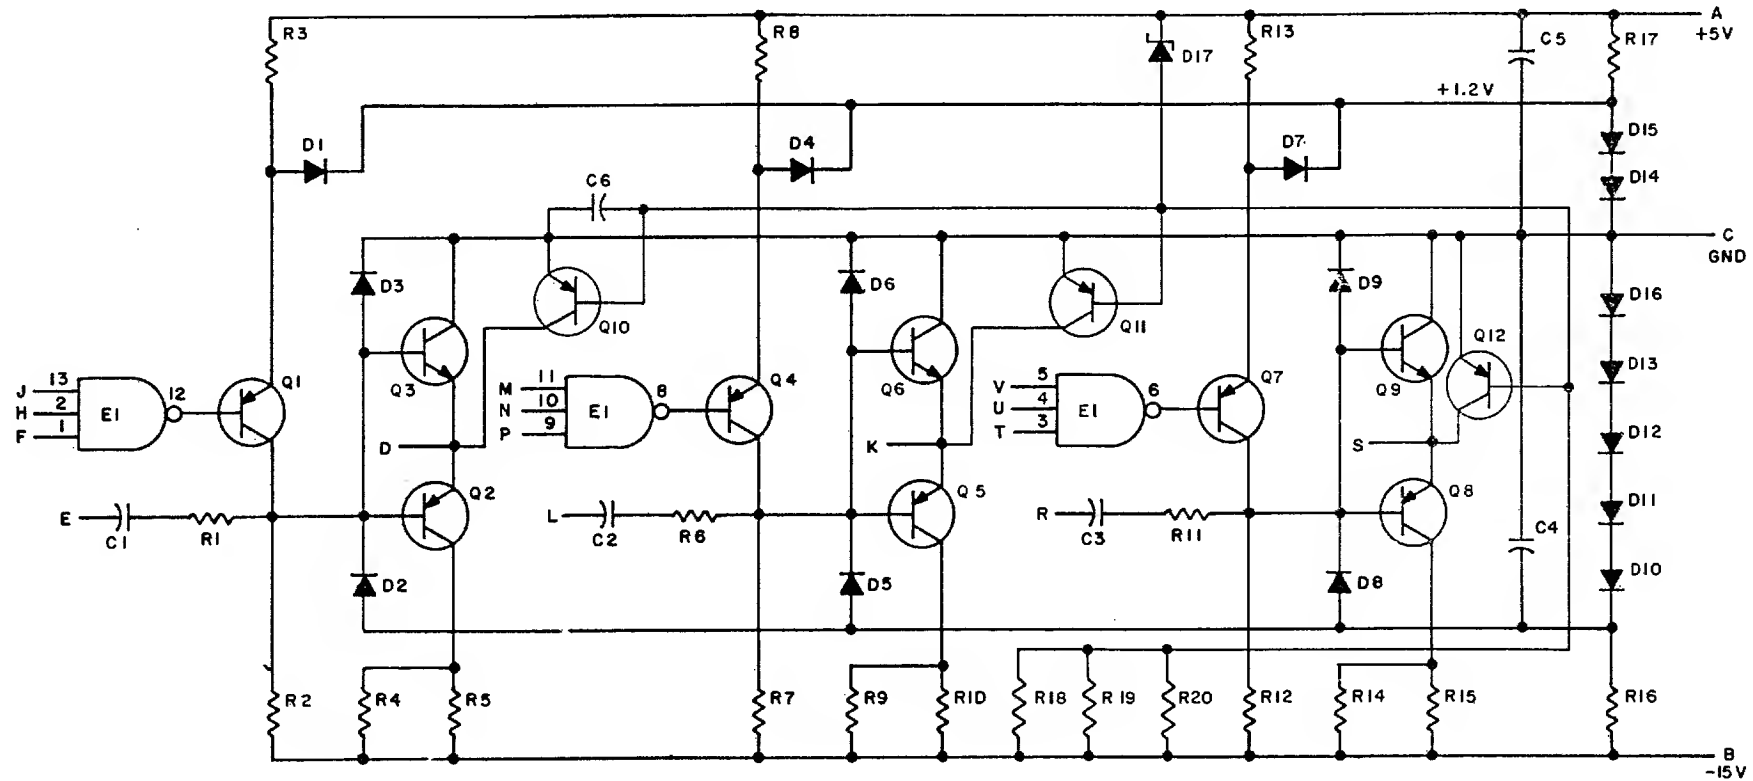 R3
R8
R13
A
+5V
C5
R17
D17
+1.2V
D1
D4
D7
D15
D14
C6
C
GND
D3
Q10
D6
Q11
D9
Q12
D16
J 13
H 2
F 1
E1
12
Q1
Q3
M 11
N 10
P 9
E1
8
Q4
Q6
V 5
U 4
T 3
E1
6
Q7
Q9
D13
D
K
S
D12
E
C1
R1
Q2
L
C2
R6
Q5
R
C3
R11
Q8
C4
D11
D2
D5
D8
D10
R2
R4
R5
R7
R9
R10
R18
R19
R20
R12
R14
R15
R16
B
-15V